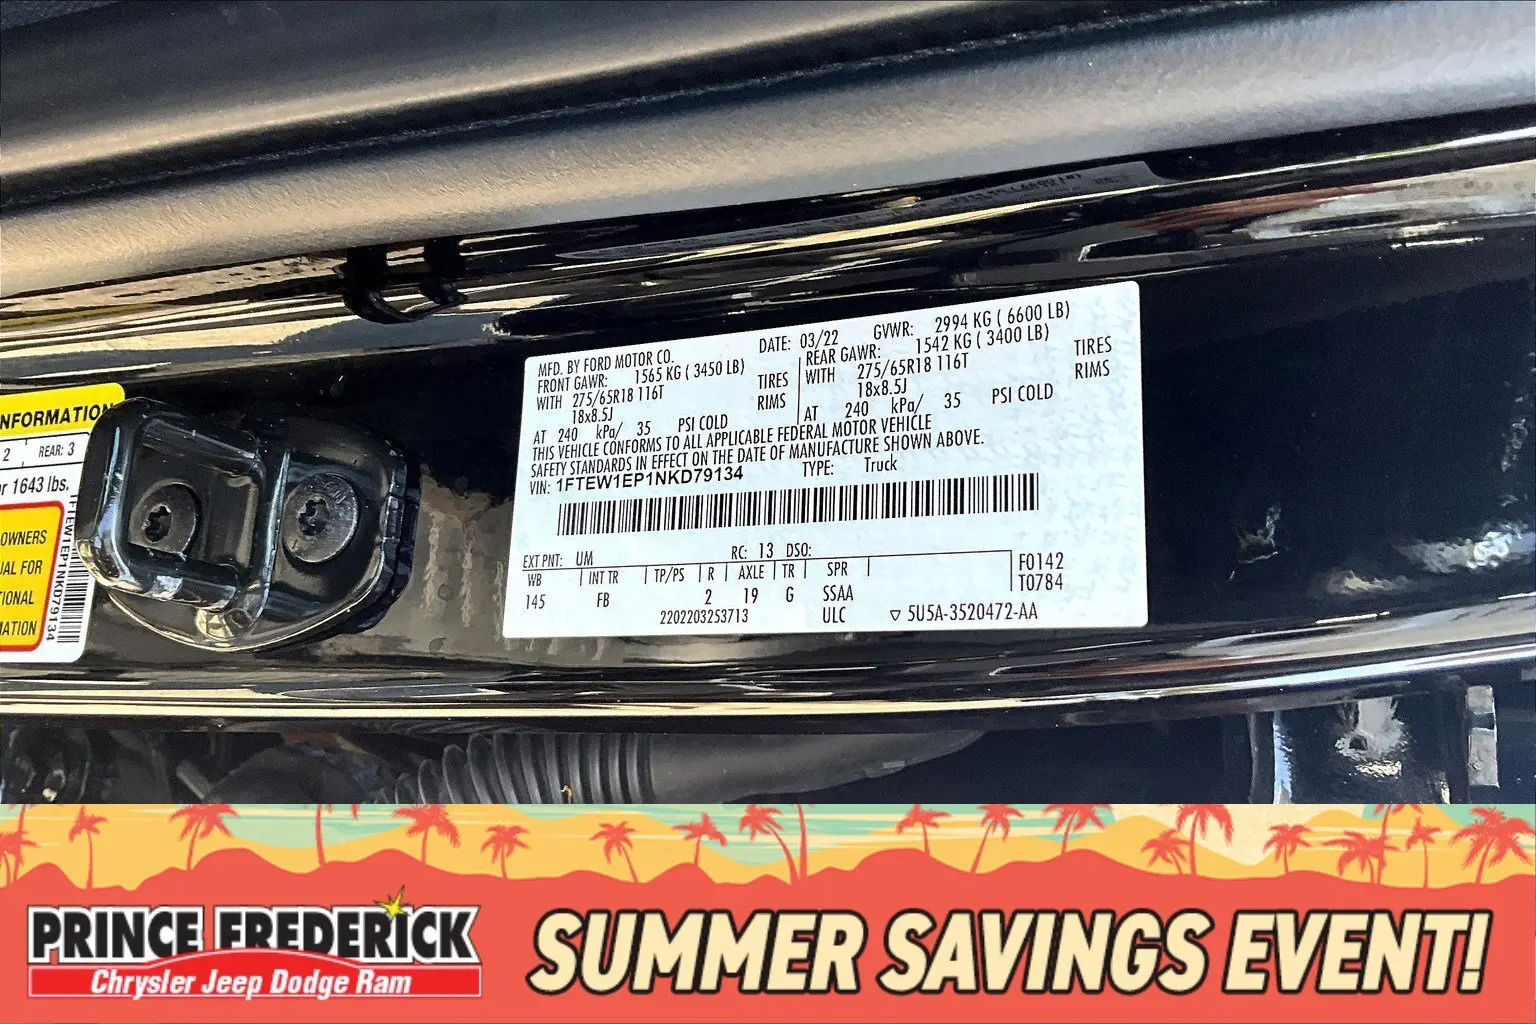 MFD. BY FORD MOTOR CO.
DATE: 03/22 GVWR: 2994 KG ( 6600 LB)
FRONT GAWR: 1565 KG ( 3450 LB)
REAR GAWR: 1542 KG ( 3400 LB)
WITH 275/65R18 116T TIRES
WITH 275/65R18 116T TIRES
18x8.5J RIMS
18x8.5J RIMS
AT 240 kPa/ 35 PSI COLD
AT 240 kPa/ 35 PSI COLD
THIS VEHICLE CONFORMS TO ALL APPLICABLE FEDERAL MOTOR VEHICLE
SAFETY STANDARDS IN EFFECT ON THE DATE OF MANUFACTURE SHOWN ABOVE.
VIN: 1FTEW1EP1NKD79134 TYPE: Truck
EXT PNT: UM RC: 13 DSO:
WB INT TR TP/PS R AXLE TR SPR
145 FB 2 19 G SSAA
2202203253713 ULC
F0142
T0784
5U5A-3520472-AA
NFORMATION
2 REAR: 3
or 1643 lbs.
OWNERS
UAL FOR
TIONAL
MATION
1FTEW1EP1NKD79134
PRINCE FREDERICK
Chrysler Jeep Dodge Ram
SUMMER SAVINGS EVENT!